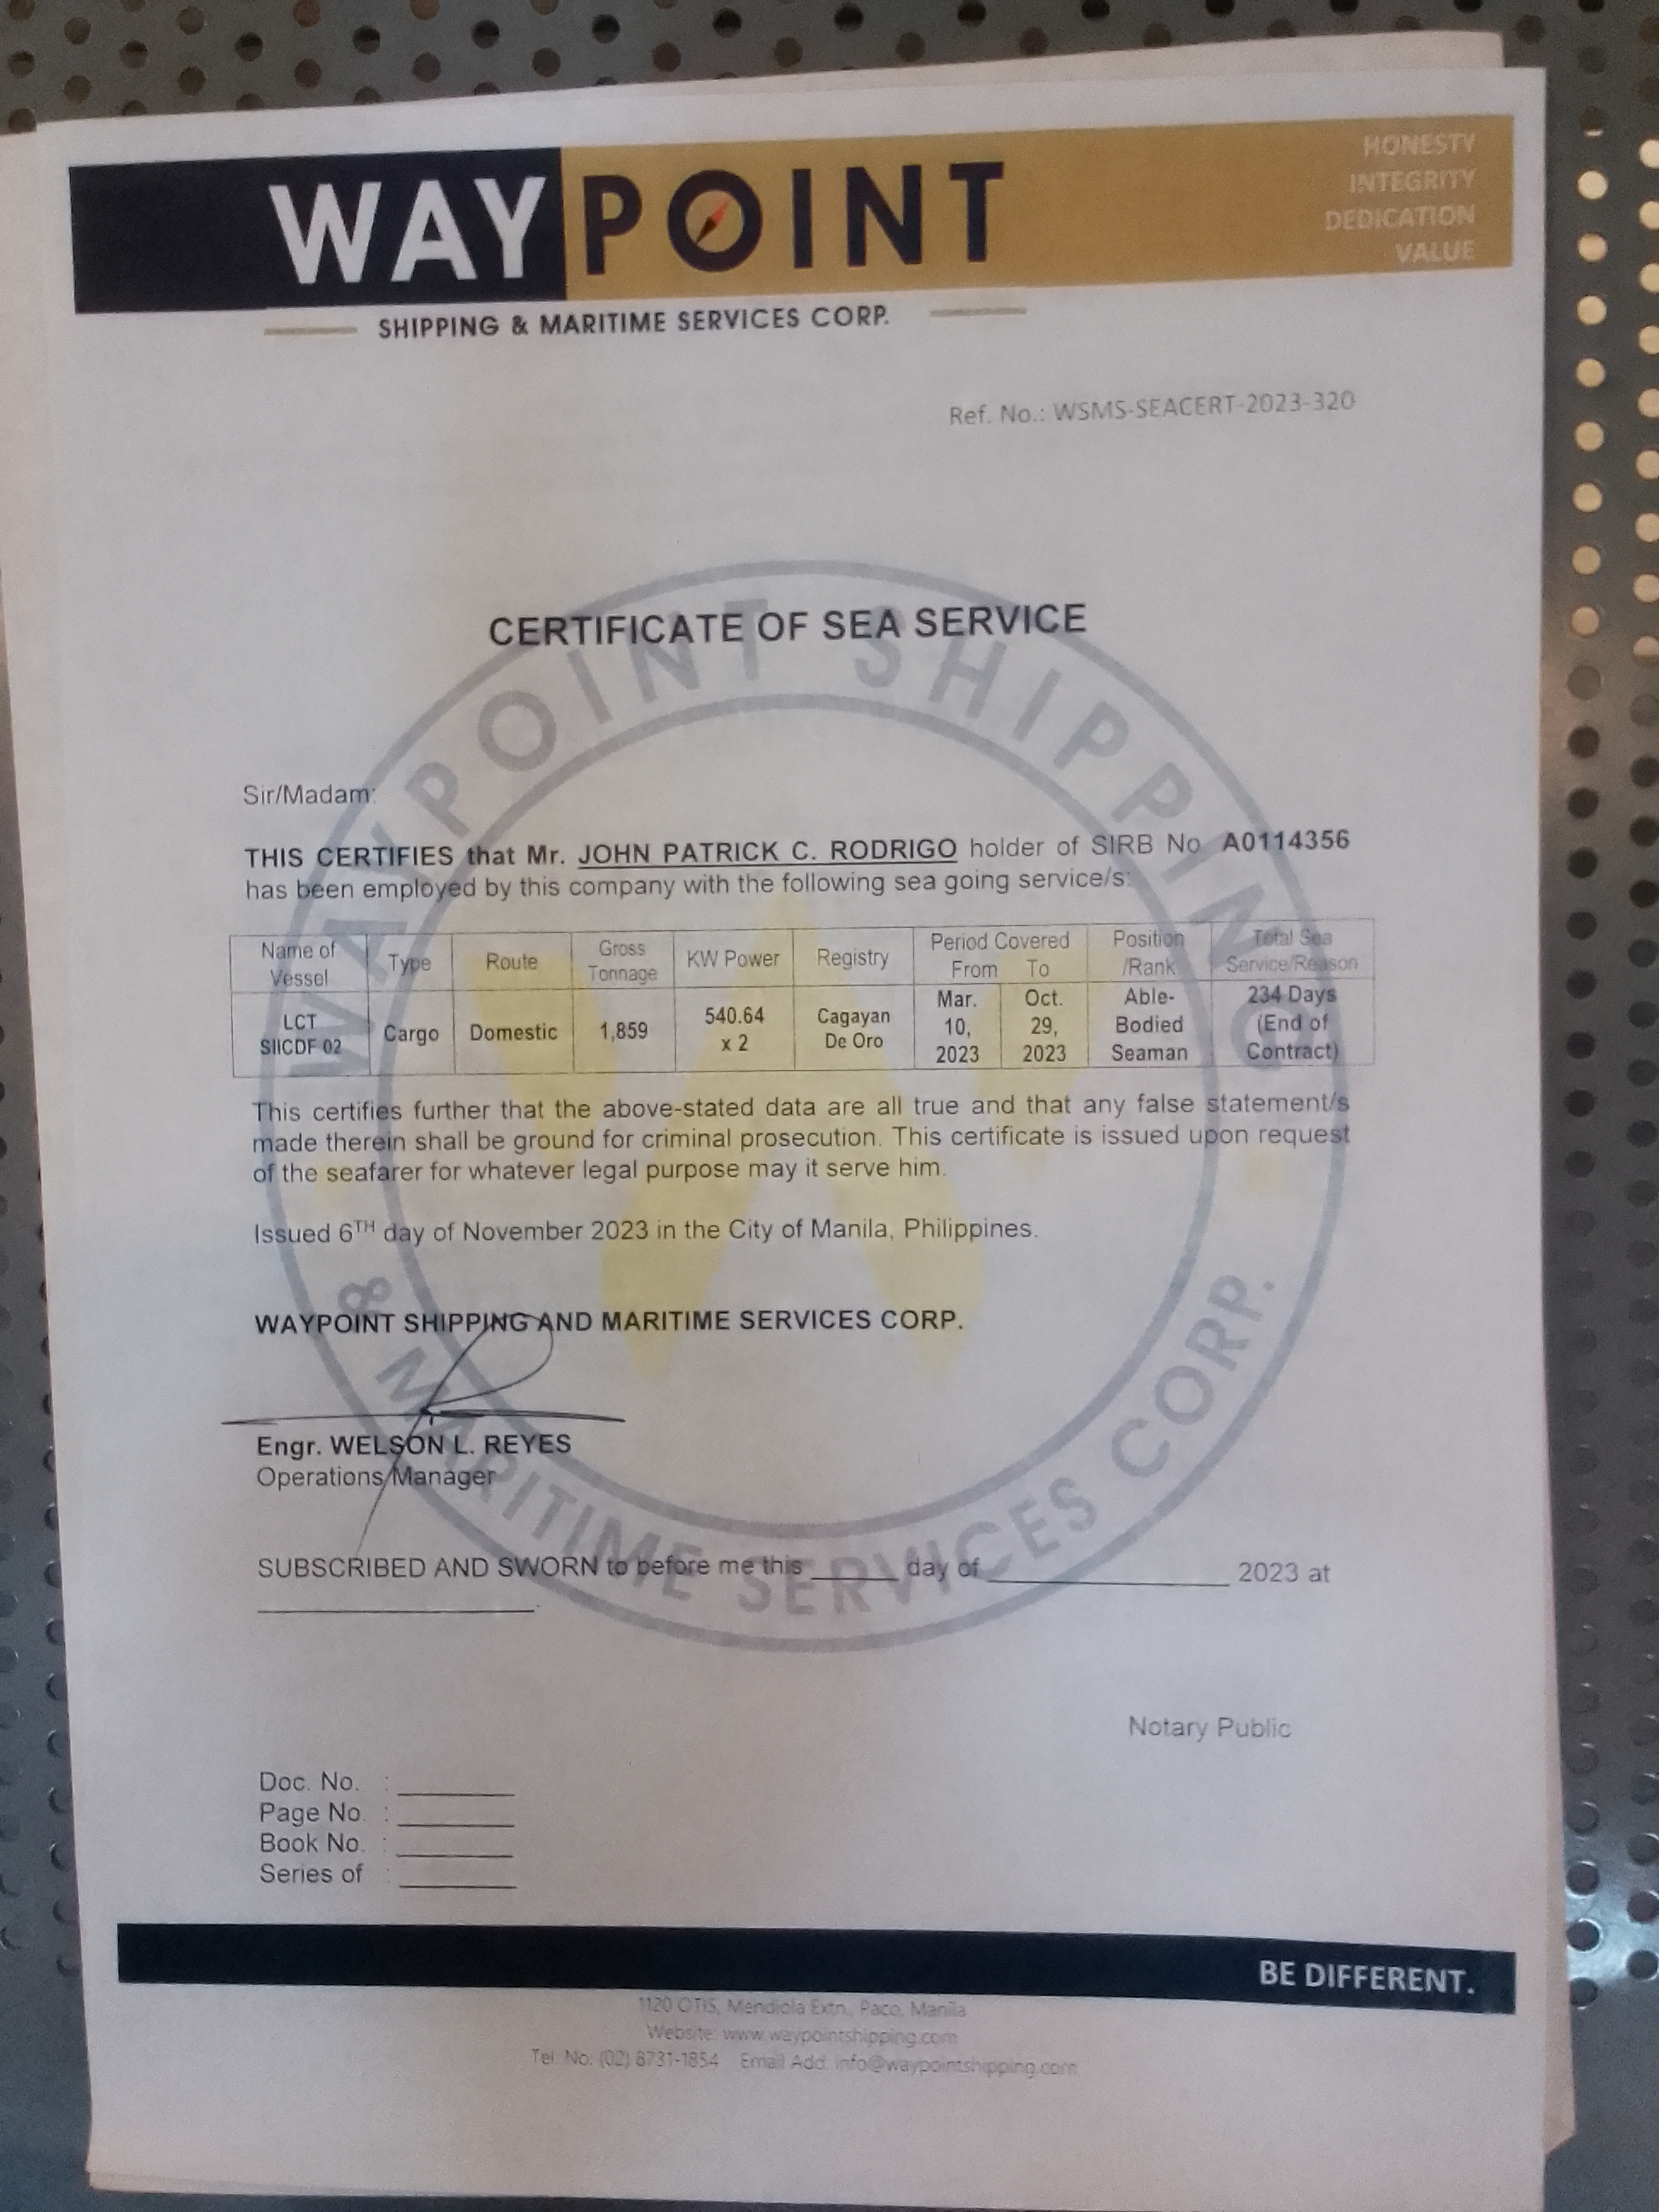 WAYPOINT
HONESTY
INTEGRITY
DEDICATION
VALUE
SHIPPING & MARITIME SERVICES CORP.
Ref. No.: WSMS-SEACERT-2023-320
CERTIFICATE OF SEA SERVICE
WAYPOINT SHIPPING
& MARITIME SERVICES CORP.
Sir/Madam:
THIS CERTIFIES that Mr. JOHN PATRICK C. RODRIGO holder of SIRB No A0114356
has been employed by this company with the following sea going service/s:
Name of Vessel Type Route Gross Tonnage KW Power Registry Period Covered From To Position /Rank Total Sea Service/Reason
LCT SIICDF 02 Cargo Domestic 1,859 540.64 x 2 Cagayan De Oro Mar. 10, 2023 Oct. 29, 2023 Able-Bodied Seaman 234 Days (End of Contract)
This certifies further that the above-stated data are all true and that any false statement/s
made therein shall be ground for criminal prosecution. This certificate is issued upon request
of the seafarer for whatever legal purpose may it serve him.
Issued 6TH day of November 2023 in the City of Manila, Philippines.
WAYPOINT SHIPPING AND MARITIME SERVICES CORP.
Engr. WELSON L. REYES
Operations Manager
SUBSCRIBED AND SWORN to before me this ______ day of __________________ 2023 at
____________________.
Notary Public
Doc. No. : ________
Page No. : ________
Book No. : ________
Series of : ________
BE DIFFERENT.
1120 OTIS, Mendiola Extn., Paco, Manila
Website: www.waypointshipping.com
Tel. No: (02) 8731-1854 Email Add. info@waypointshipping.com